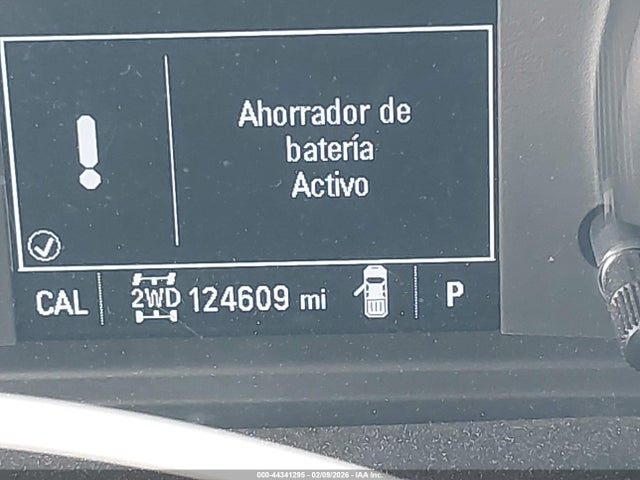 Ahorrador de
batería
Activo
CAL 2WD 124609 mi P
000-44341295 - 02/09/2026 - IAA Inc.